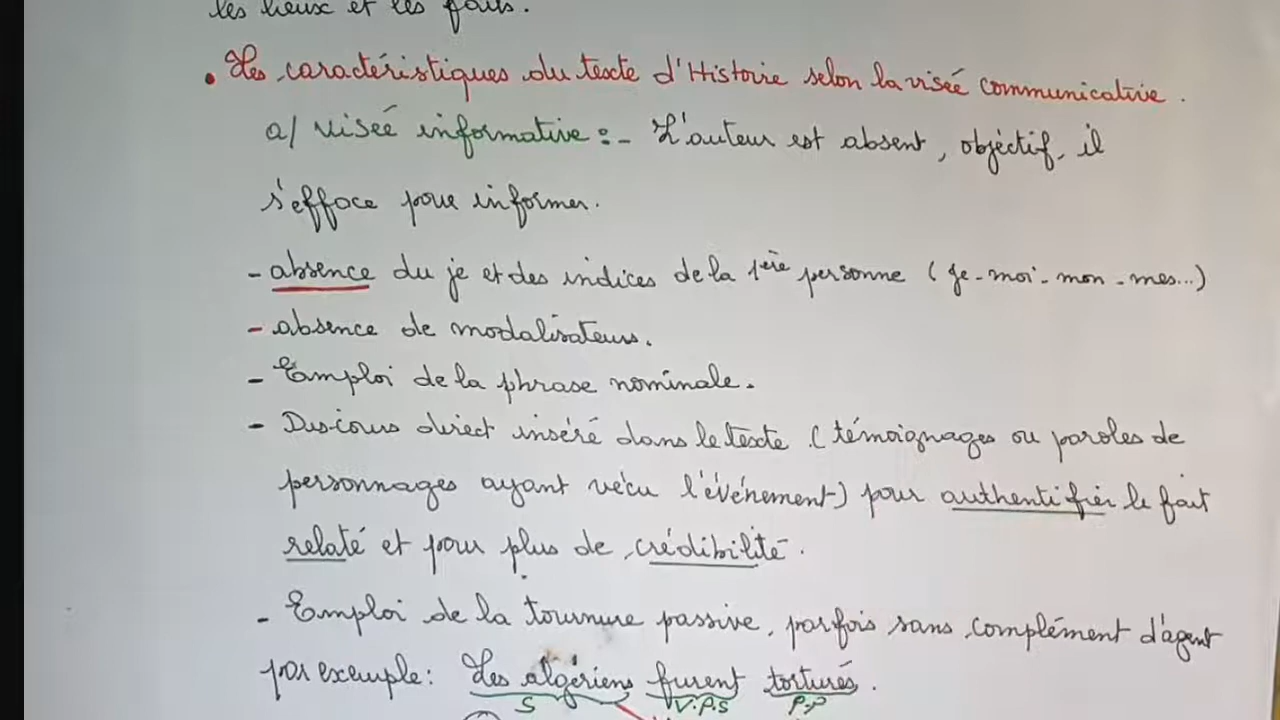 les lieux et les faits.
• Les caractéristiques du texte d'Histoire selon la viseé communicative.
a/ Viseé informative : - L'auteur est absent, objectif, il
s'efface pour informer.
- absence du je et des indices de la 1ère personne (je - moi - mon - mes...)
- absence de modalisateurs.
- Emploi de la phrase nominale.
- Discours direct inséré dans le texte (témoignages ou paroles de
personnages ayant vécu l'événement) pour authentifier le fait
relaté et pour plus de crédibilité.
- Emploi de la tournure passive, parfois sans complément d'agent
par exemple : Les algériens furent torturés.
S V.P.S P.P